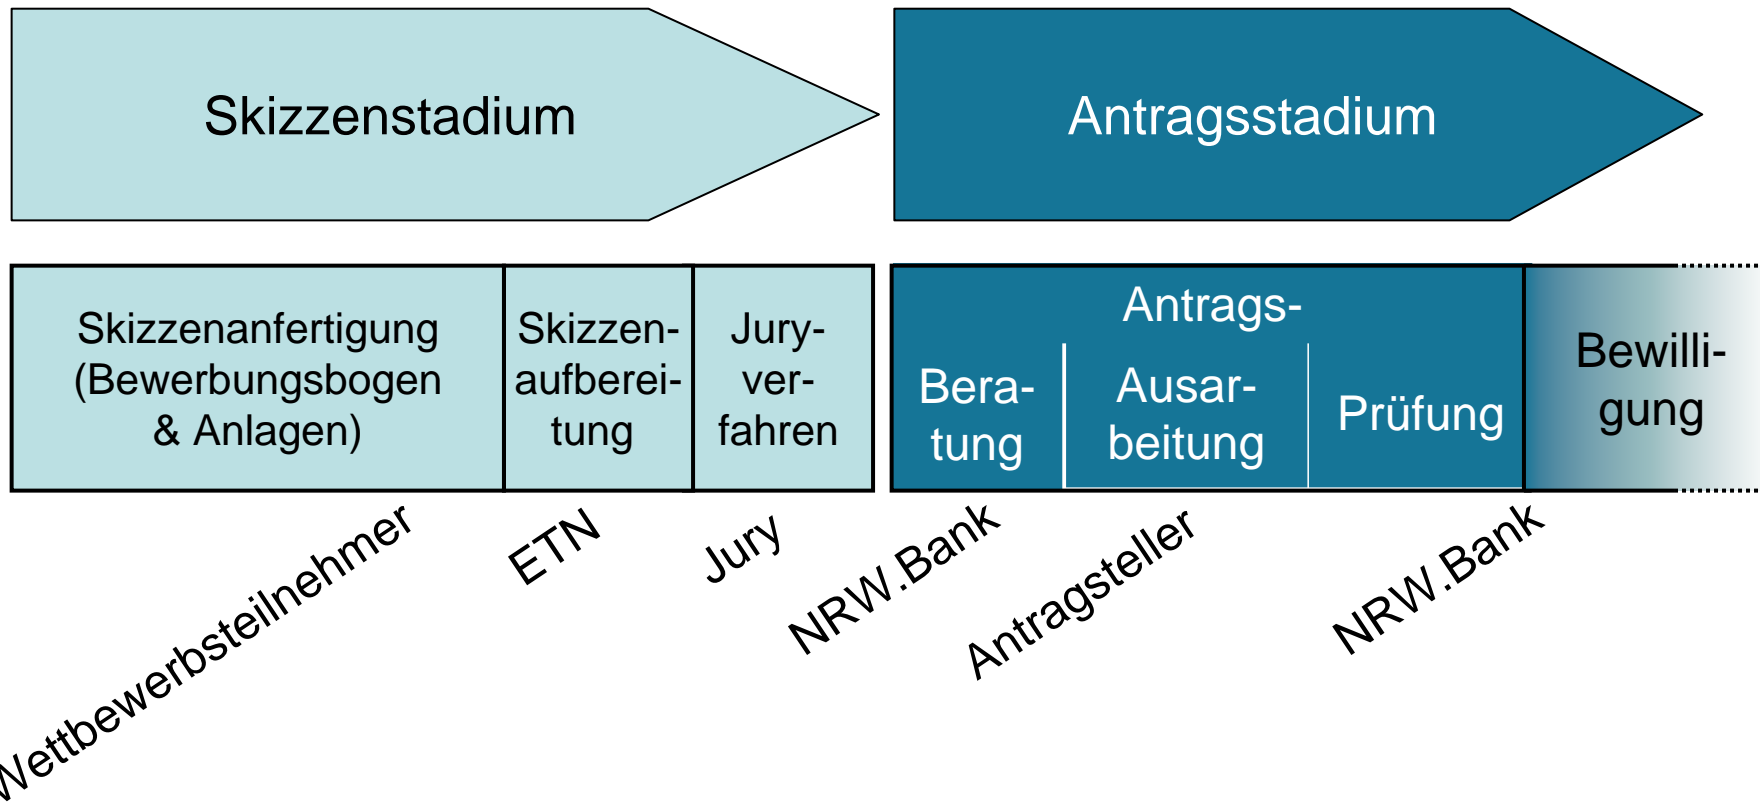 Skizzenstadium
Antragsstadium
Skizzenanfertigung
(Bewerbungsbogen
& Anlagen)
Skizzen-
aufberei-
tung
Jury-
ver-
fahren
Antrags-
Bera-
tung
Ausar-
beitung
Prüfung
Bewilli-
gung
Wettbewerbsteilnehmer
ETN
Jury
NRW.Bank
Antragsteller
NRW.Bank